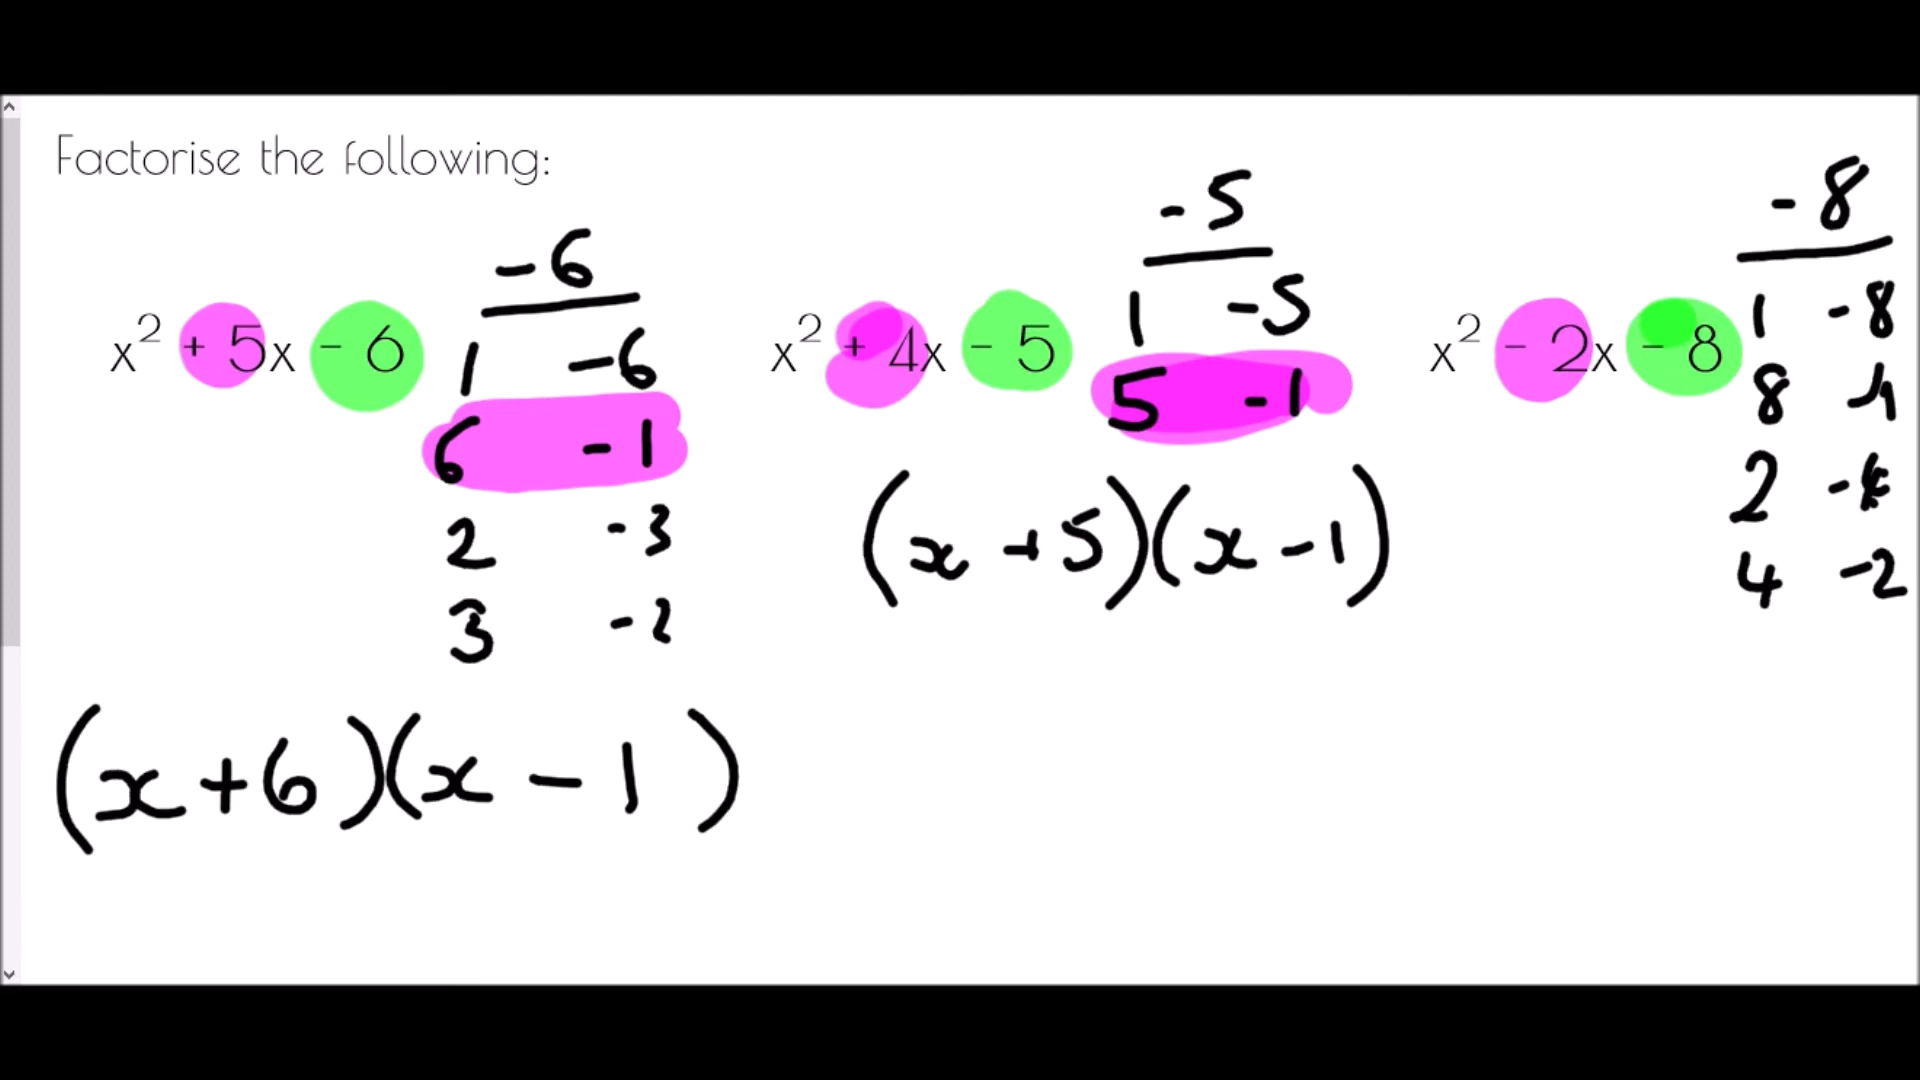 Factorise the following:
x² + 5x - 6
-6
1 -6
6 -1
2 -3
3 -2
(x + 6)(x - 1)
x² + 4x - 5
-5
1 -5
5 -1
(x + 5)(x - 1)
x² - 2x - 8
-8
1 -8
8 -1
2 -4
4 -2